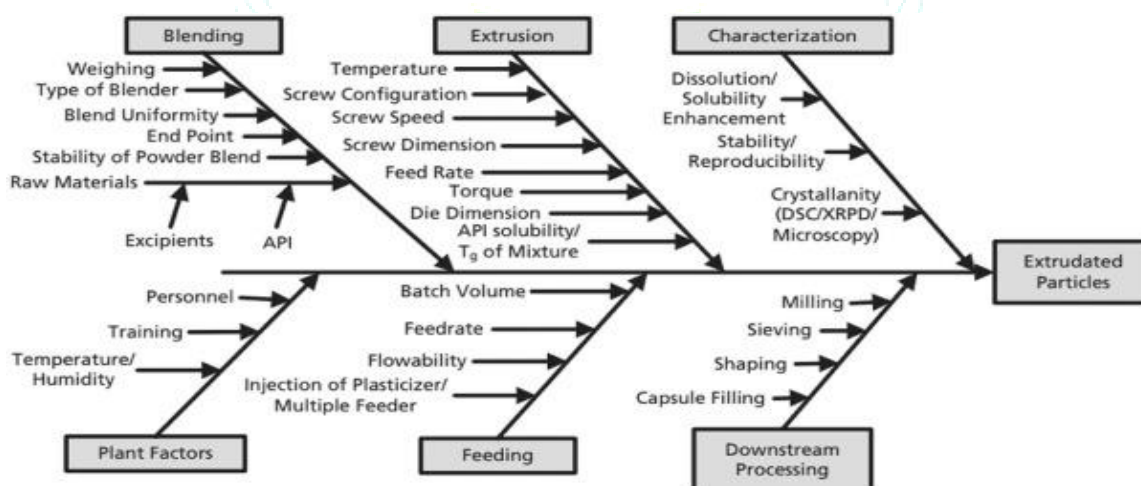 Blending
Extrusion
Characterization
Weighing
Type of Blender
Blend Uniformity
End Point
Stability of Powder Blend
Raw Materials
Excipients
API
Temperature
Screw Configuration
Screw Speed
Screw Dimension
Feed Rate
Torque
Die Dimension
API solubility/
Tg of Mixture
Dissolution/
Solubility
Enhancement
Stability/
Reproducibility
Crystallanity
(DSC/XRPD/
Microscopy)
Extrudated
Particles
Personnel
Training
Temperature/
Humidity
Batch Volume
Feedrate
Flowability
Injection of Plasticizer/
Multiple Feeder
Milling
Sieving
Shaping
Capsule Filling
Plant Factors
Feeding
Downstream
Processing